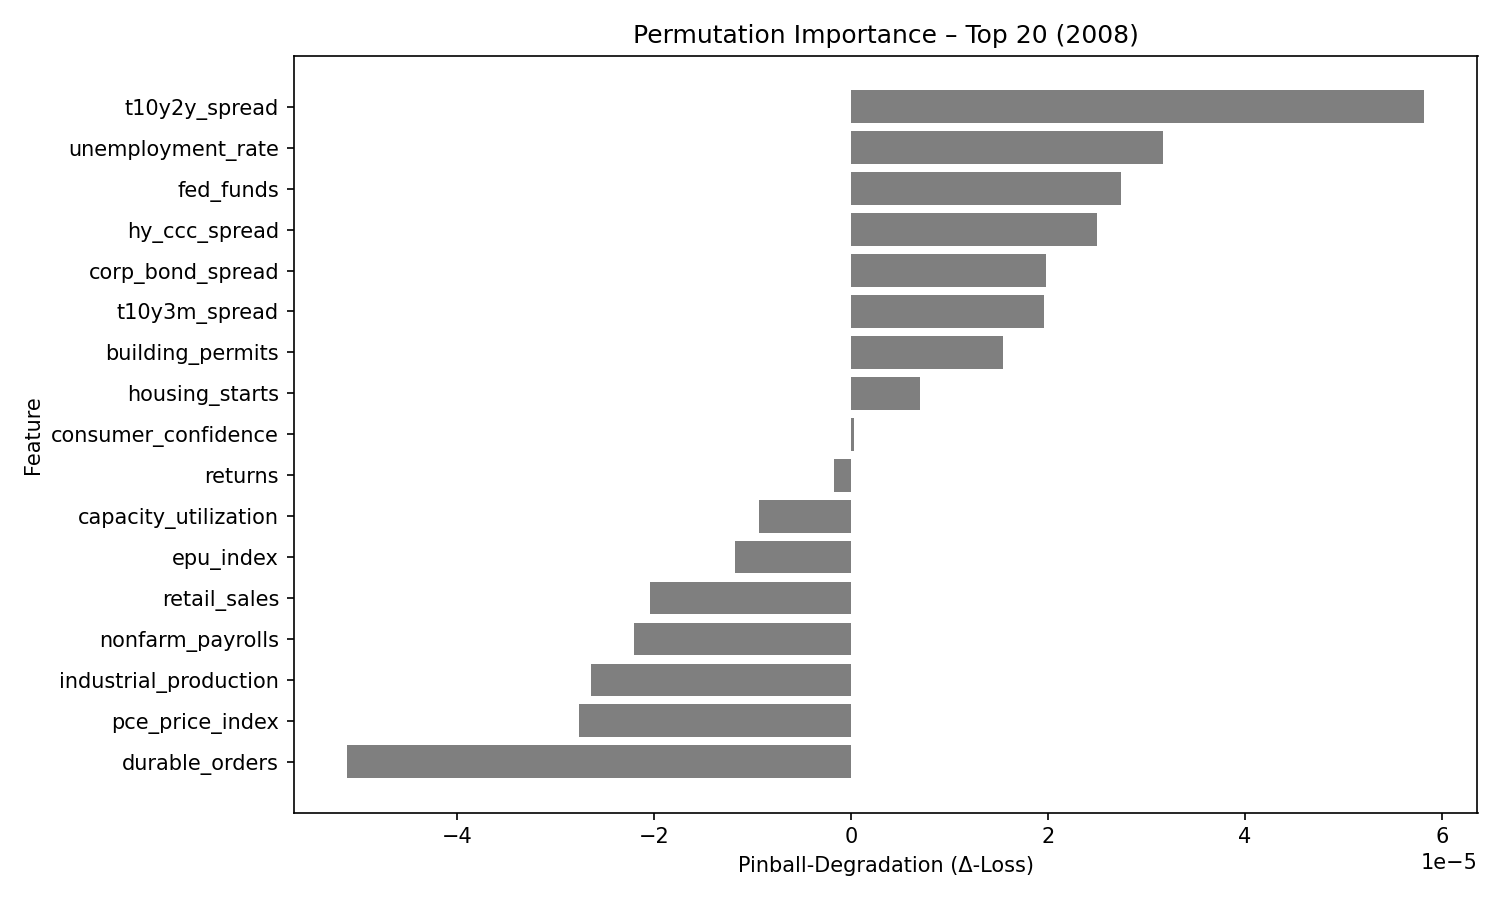 Permutation Importance – Top 20 (2008)
t10y2y_spread
unemployment_rate
fed_funds
hy_ccc_spread
corp_bond_spread
t10y3m_spread
building_permits
housing_starts
consumer_confidence
returns
capacity_utilization
epu_index
retail_sales
nonfarm_payrolls
industrial_production
pce_price_index
durable_orders
Feature
−4 −2 0 2 4 6
1e−5
Pinball-Degradation (Δ-Loss)